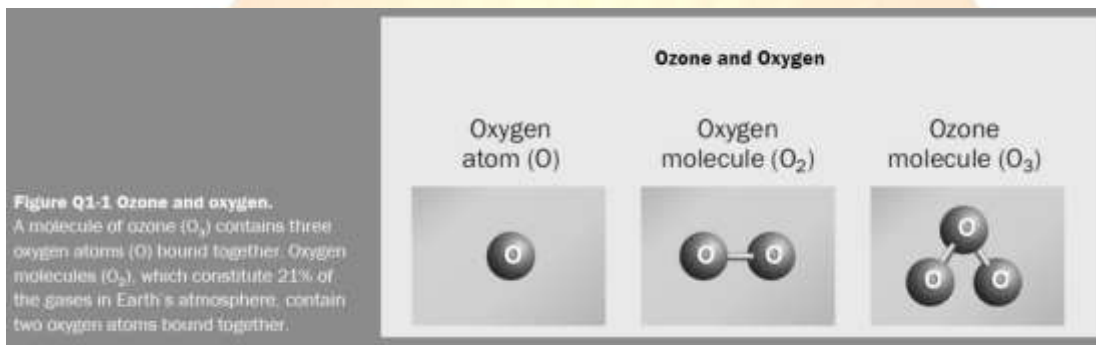 Figure Q1-1 Ozone and oxygen.
A molecule of ozone (O₃) contains three
oxygen atoms (O) bound together. Oxygen
molecules (O₂), which constitute 21% of
the gases in Earth's atmosphere, contain
two oxygen atoms bound together.
Ozone and Oxygen
Oxygen
atom (O)
Oxygen
molecule (O₂)
Ozone
molecule (O₃)
O
O O
O
O O